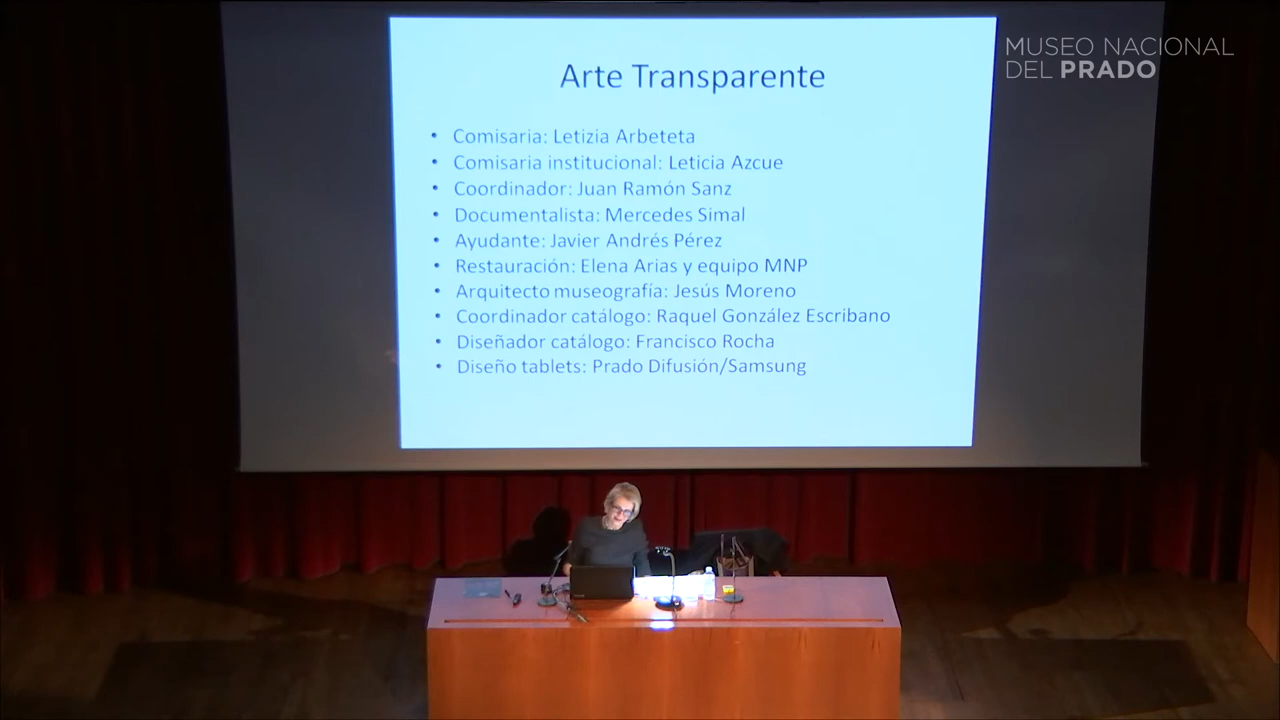 MUSEO NACIONAL
DEL PRADO
Arte Transparente
• Comisaria: Letizia Arbeteta
• Comisaria institucional: Leticia Azcue
• Coordinador: Juan Ramón Sanz
• Documentalista: Mercedes Simal
• Ayudante: Javier Andrés Pérez
• Restauración: Elena Arias y equipo MNP
• Arquitecto museografía: Jesús Moreno
• Coordinador catálogo: Raquel González Escribano
• Diseñador catálogo: Francisco Rocha
• Diseño tablets: Prado Difusión/Samsung